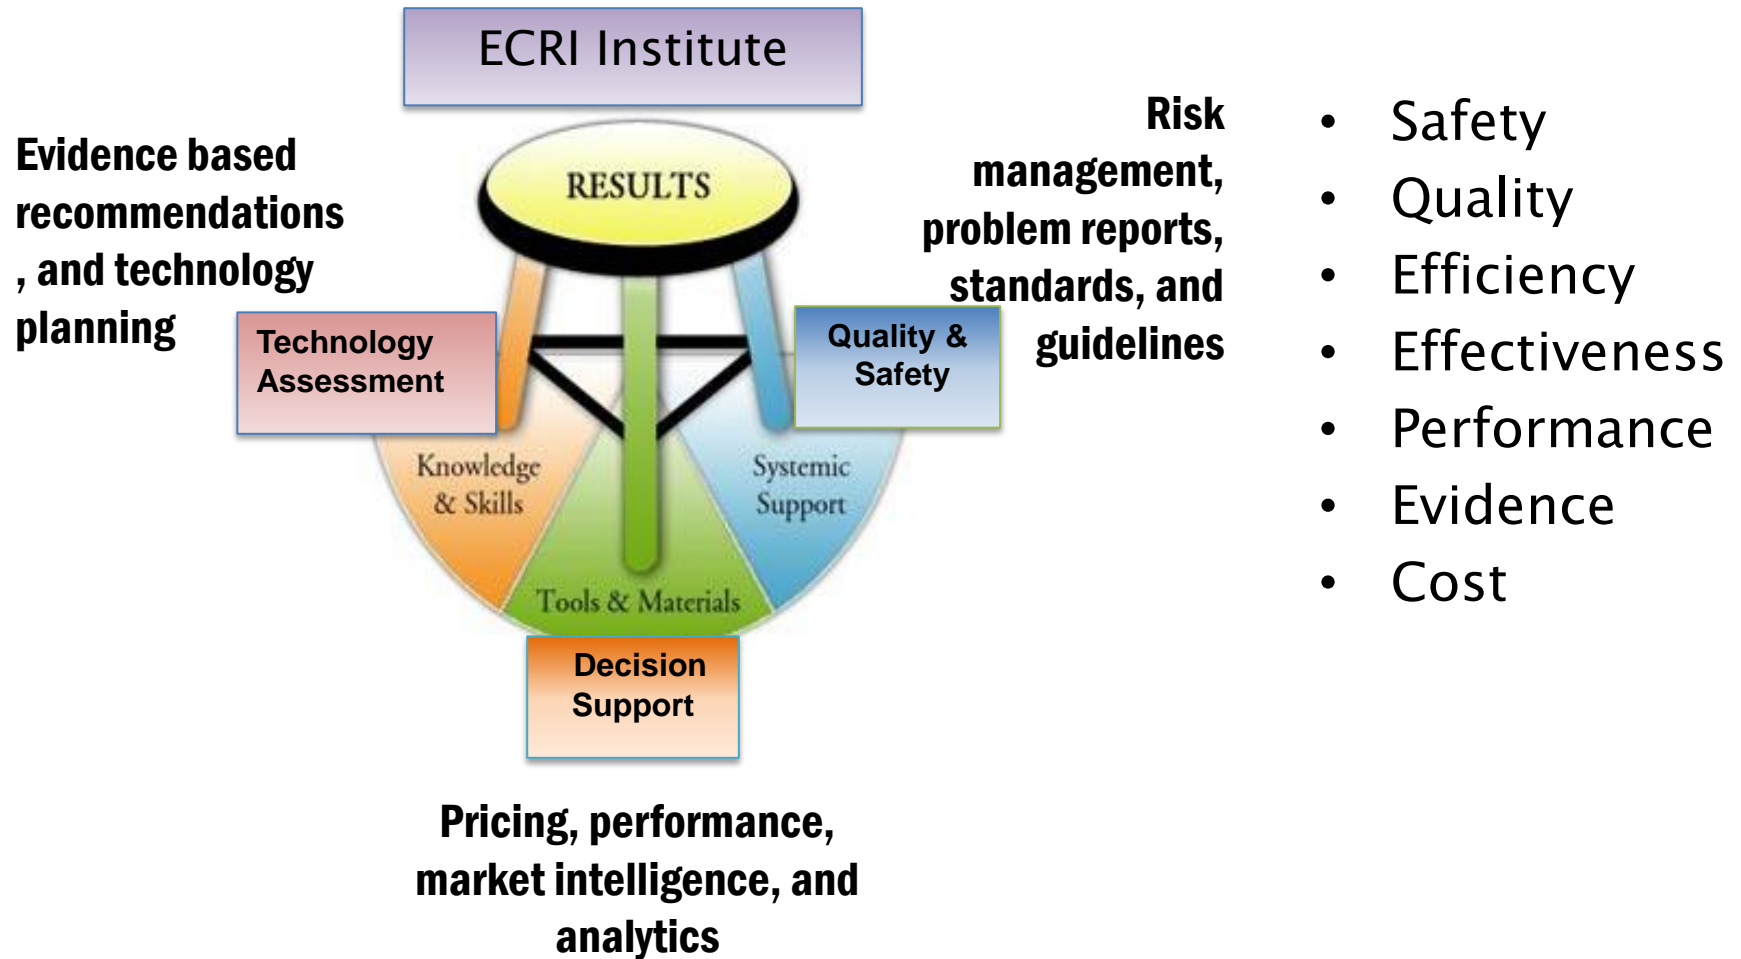 ECRI Institute
Evidence based
recommendations
, and technology
planning
RESULTS
Risk
management,
problem reports,
standards, and
guidelines
Technology
Assessment
Quality &
Safety
Knowledge
& Skills
Systemic
Support
Tools & Materials
Decision
Support
Pricing, performance,
market intelligence, and
analytics
• Safety
• Quality
• Efficiency
• Effectiveness
• Performance
• Evidence
• Cost